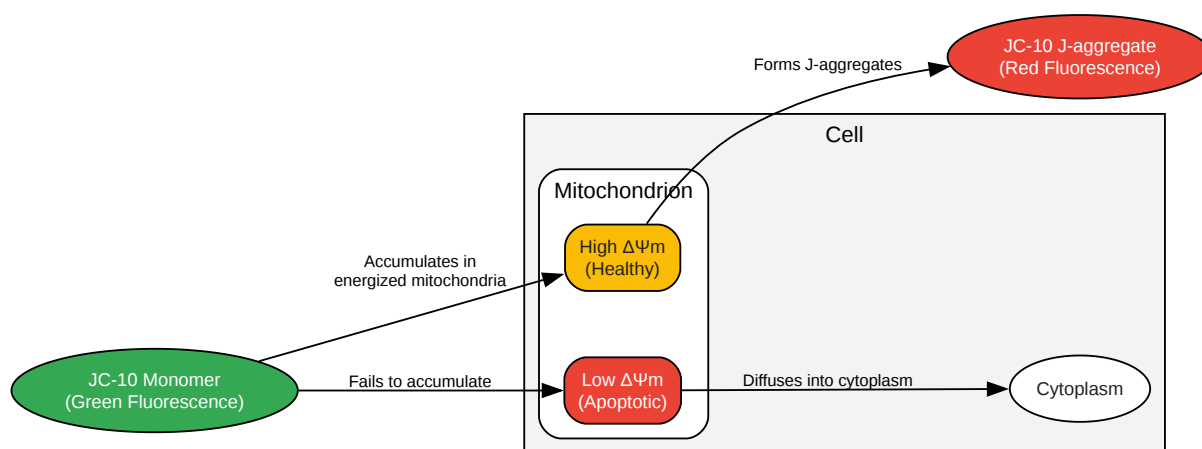 JC-10 J-aggregate
(Red Fluorescence)
Forms J-aggregates
Cell
Mitochondrion
High ΔΨm
(Healthy)
Accumulates in
energized mitochondria
JC-10 Monomer
(Green Fluorescence)
Fails to accumulate
Low ΔΨm
(Apoptotic)
Diffuses into cytoplasm
Cytoplasm